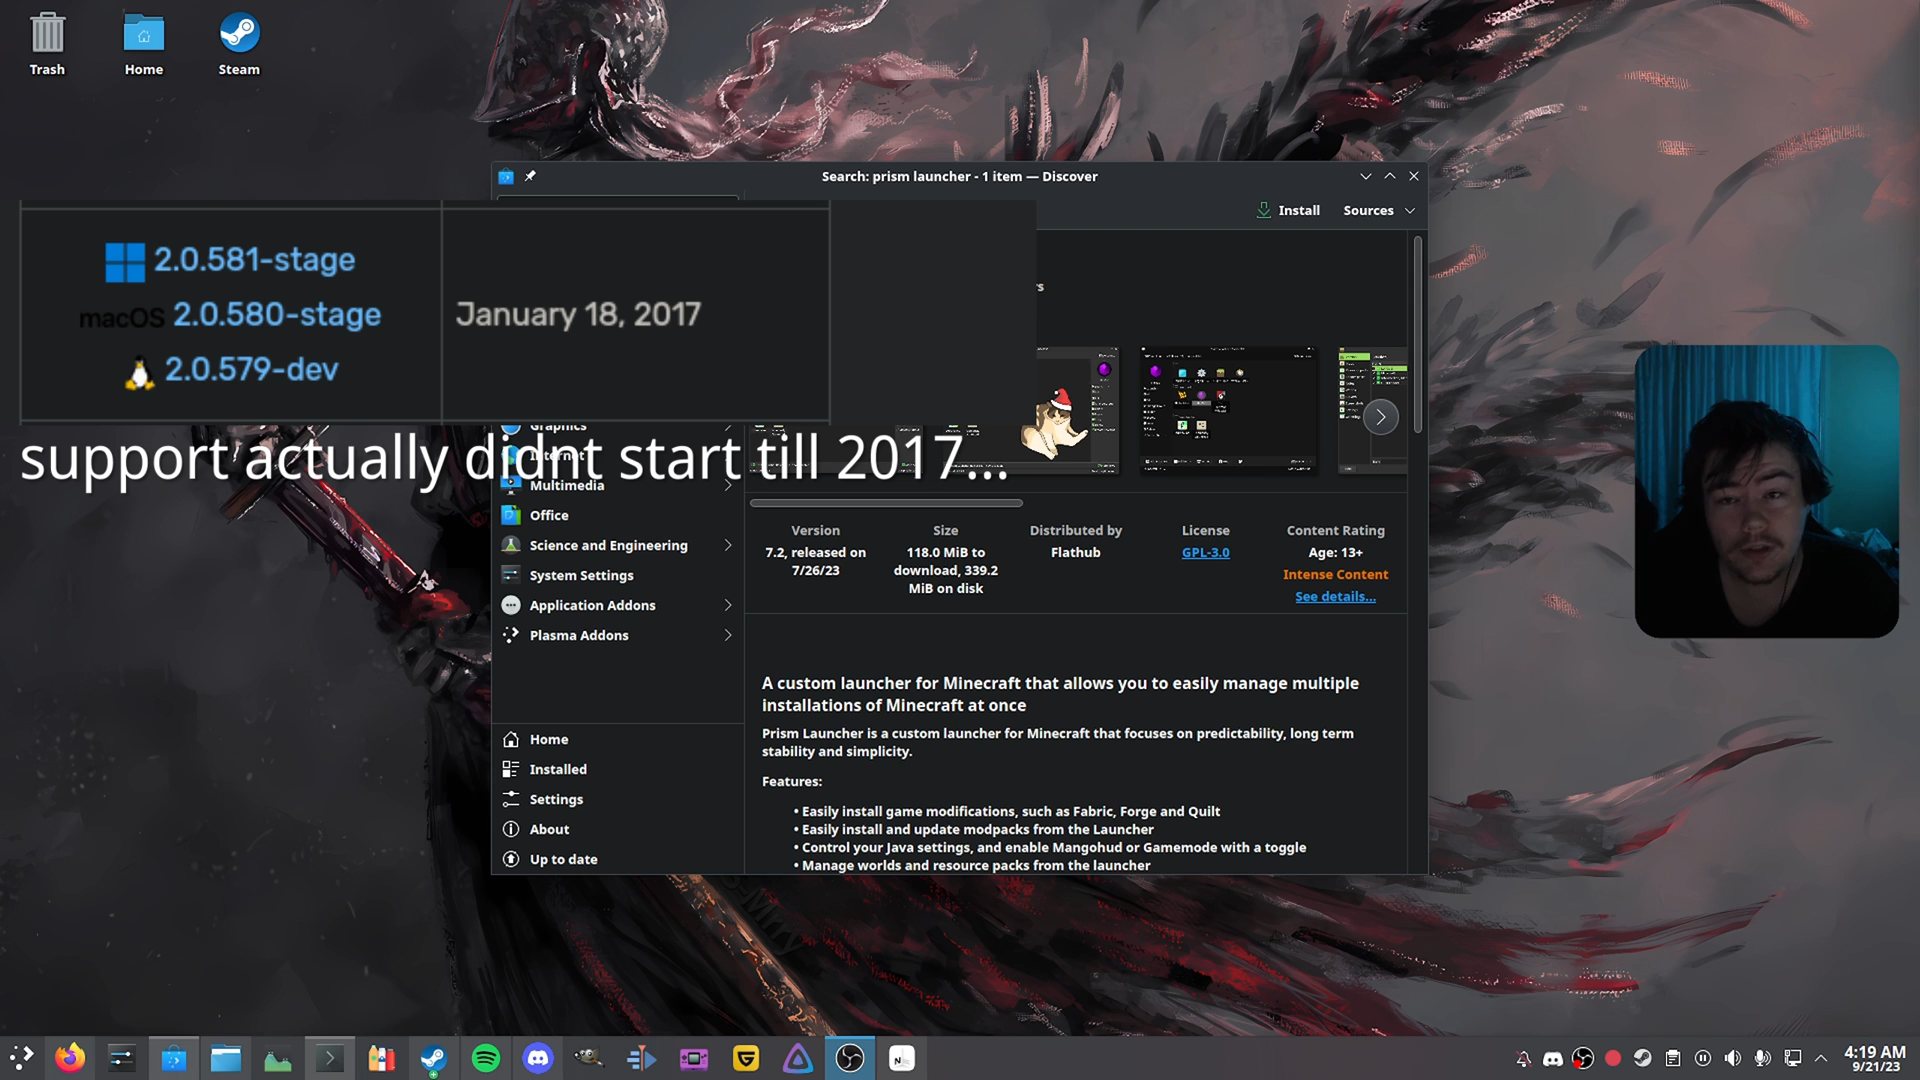 Trash
Home
Steam
Search: prism launcher - 1 item — Discover
Install
Sources
2.0.581-stage
macOS 2.0.580-stage
2.0.579-dev
January 18, 2017
rs
support actually didnt start till 2017...
Graphics
Internet
Multimedia
Office
Science and Engineering
System Settings
Application Addons
Plasma Addons
Home
Installed
Settings
About
Up to date
Version
7.2, released on
7/26/23
Size
118.0 MiB to
download, 339.2
MiB on disk
Distributed by
Flathub
License
GPL-3.0
Content Rating
Age: 13+
Intense Content
See details...
A custom launcher for Minecraft that allows you to easily manage multiple
installations of Minecraft at once
Prism Launcher is a custom launcher for Minecraft that focuses on predictability, long term
stability and simplicity.
Features:
• Easily install game modifications, such as Fabric, Forge and Quilt
• Easily install and update modpacks from the Launcher
• Control your Java settings, and enable Mangohud or Gamemode with a toggle
• Manage worlds and resource packs from the launcher
4:19 AM
9/21/23